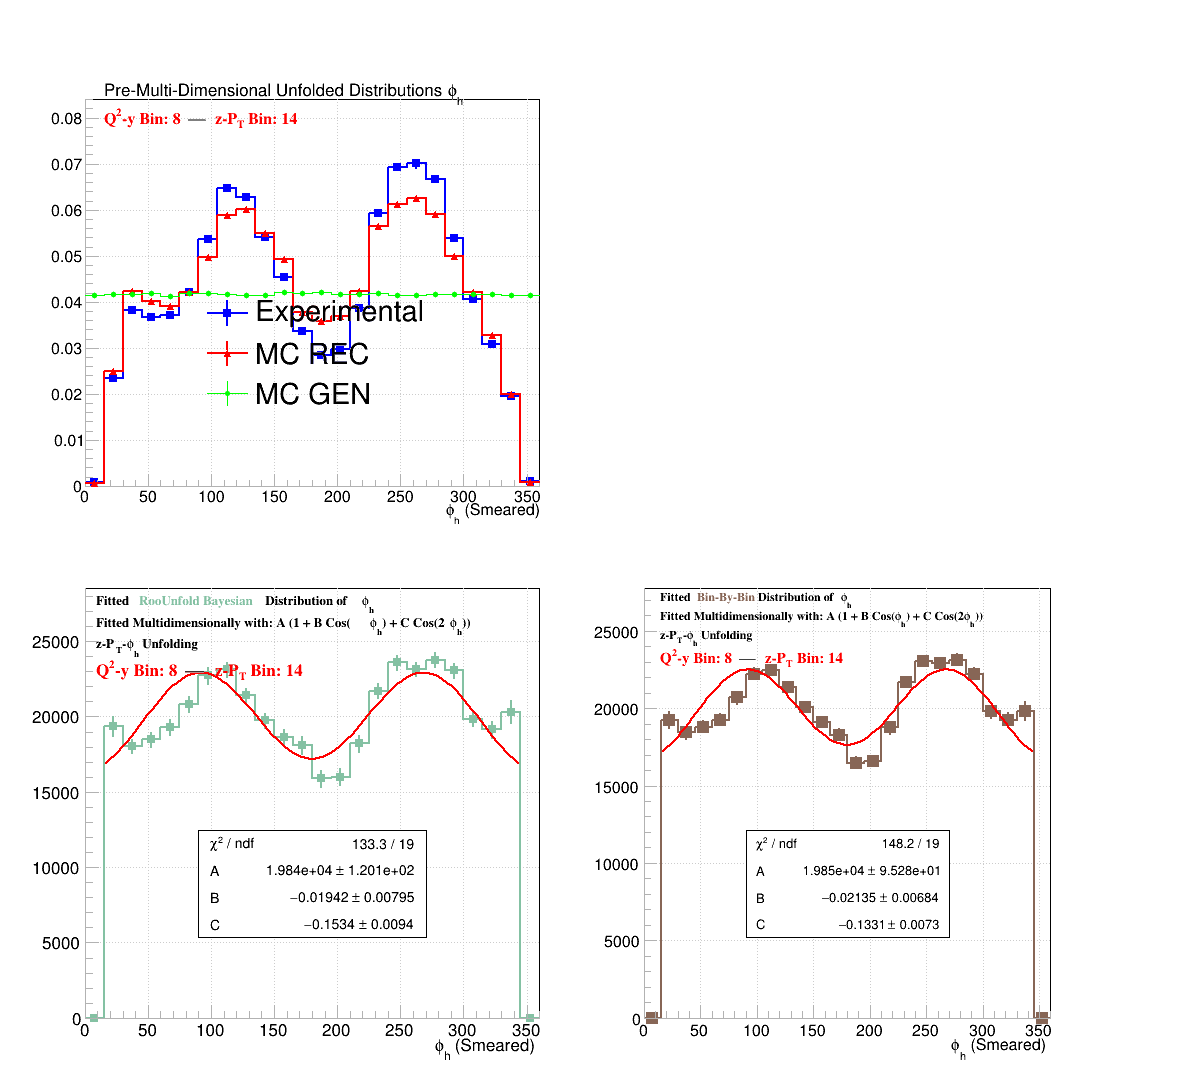 Pre-Multi-Dimensional Unfolded Distributions ϕh
Q²-y Bin: 8 — z-PT Bin: 14
0.08
0.07
0.06
0.05
0.04
0.03
0.02
0.01
0
Experimental
MC REC
MC GEN
0 50 100 150 200 250 300 350
ϕh (Smeared)
Fitted RooUnfold Bayesian Distribution of ϕh
Fitted Multidimensionally with: A (1 + B Cos( ϕh) + C Cos(2 ϕh))
z-PT-ϕh Unfolding
Q²-y Bin: 8 — z-PT Bin: 14
25000
20000
15000
10000
5000
0
χ² / ndf 133.3 / 19
A 1.984e+04 ± 1.201e+02
B −0.01942 ± 0.00795
C −0.1534 ± 0.0094
0 50 100 150 200 250 300 350
ϕh (Smeared)
Fitted Bin-By-Bin Distribution of ϕh
Fitted Multidimensionally with: A (1 + B Cos(ϕh) + C Cos(2ϕh))
z-PT-ϕh Unfolding
Q²-y Bin: 8 — z-PT Bin: 14
25000
20000
15000
10000
5000
0
χ² / ndf 148.2 / 19
A 1.985e+04 ± 9.528e+01
B −0.02135 ± 0.00684
C −0.1331 ± 0.0073
0 50 100 150 200 250 300 350
ϕh (Smeared)